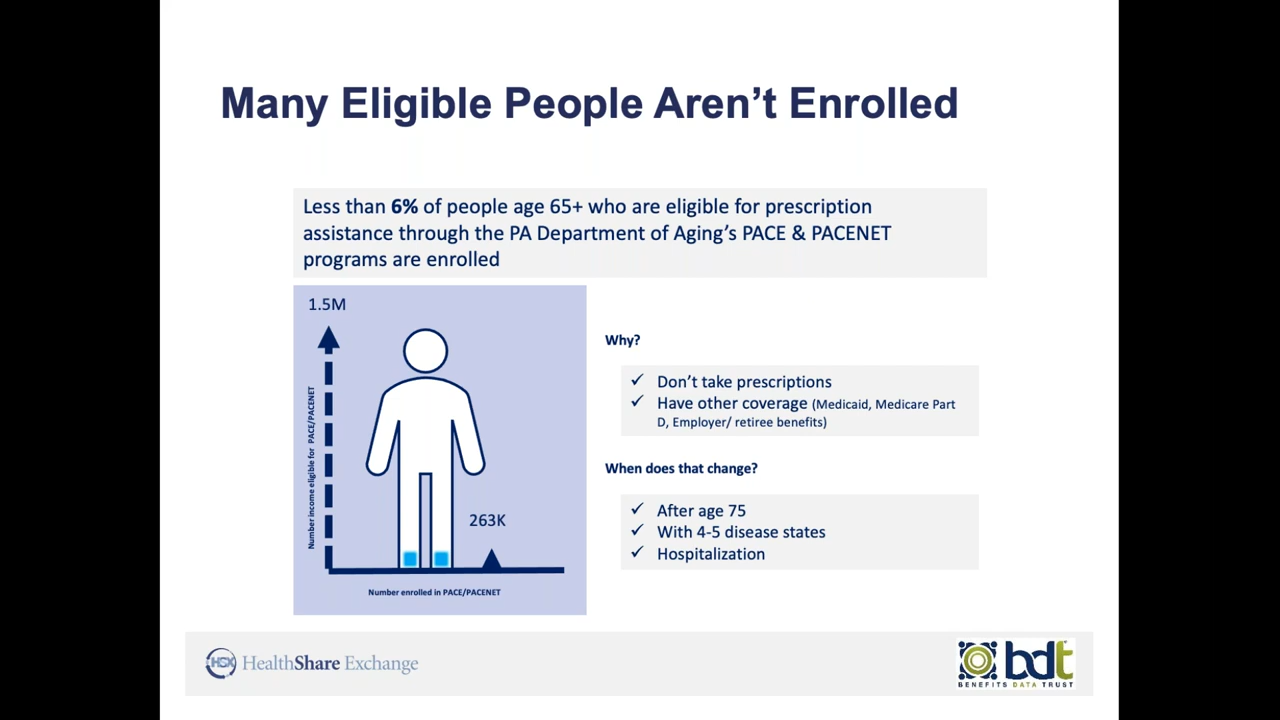 Many Eligible People Aren't Enrolled
Less than 6% of people age 65+ who are eligible for prescription
assistance through the PA Department of Aging's PACE & PACENET
programs are enrolled
1.5M
Number income eligible for PACE/PACENET
263K
Number enrolled in PACE/PACENET
Why?
✓ Don't take prescriptions
✓ Have other coverage (Medicaid, Medicare Part
D, Employer/ retiree benefits)
When does that change?
✓ After age 75
✓ With 4-5 disease states
✓ Hospitalization
HSX HealthShare Exchange
bdt
BENEFITS DATA TRUST